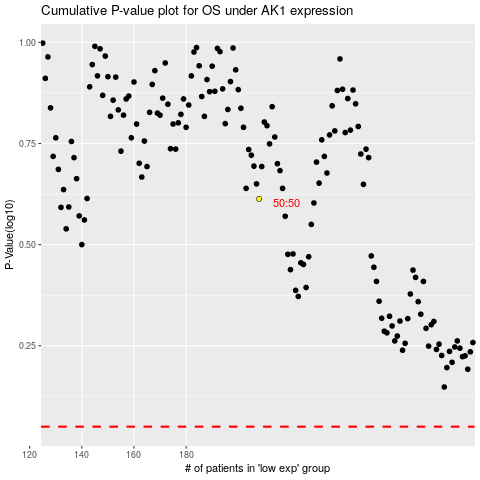 Cumulative P-value plot for OS under AK1 expression
P-Value(log10)
1.00
0.75
0.50
0.25
50:50
120 140 160 180
# of patients in 'low exp' group